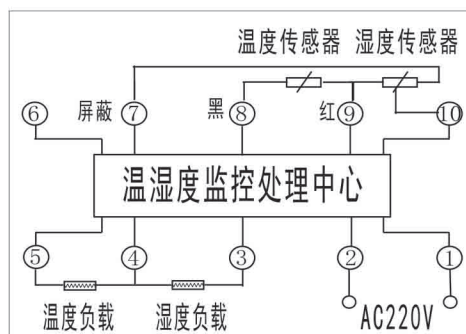 温度传感器 湿度传感器
⑥ 屏蔽 ⑦ 黑 ⑧ 红 ⑨ ⑩
温湿度监控处理中心
⑤ ④ ③ ② ①
温度负载 湿度负载 AC220V